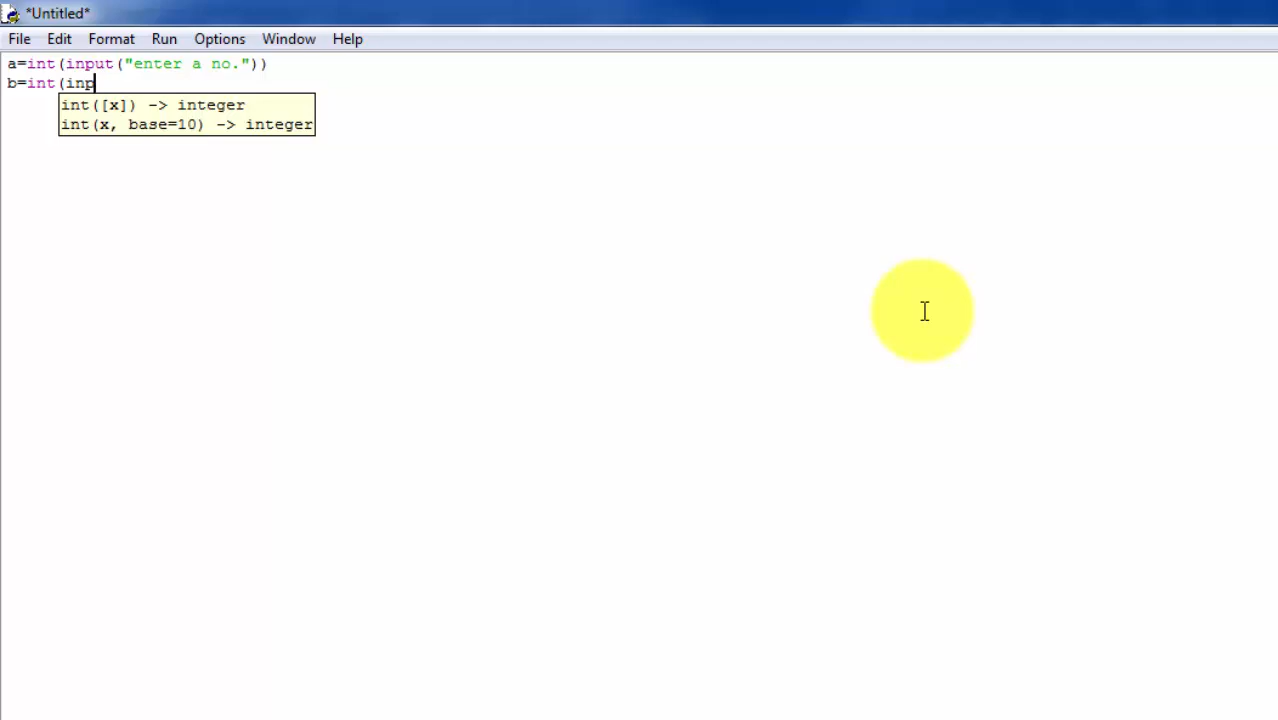 *Untitled*
File Edit Format Run Options Window Help
a=int(input("enter a no."))
b=int(inp
int([x]) -> integer
int(x, base=10) -> integer